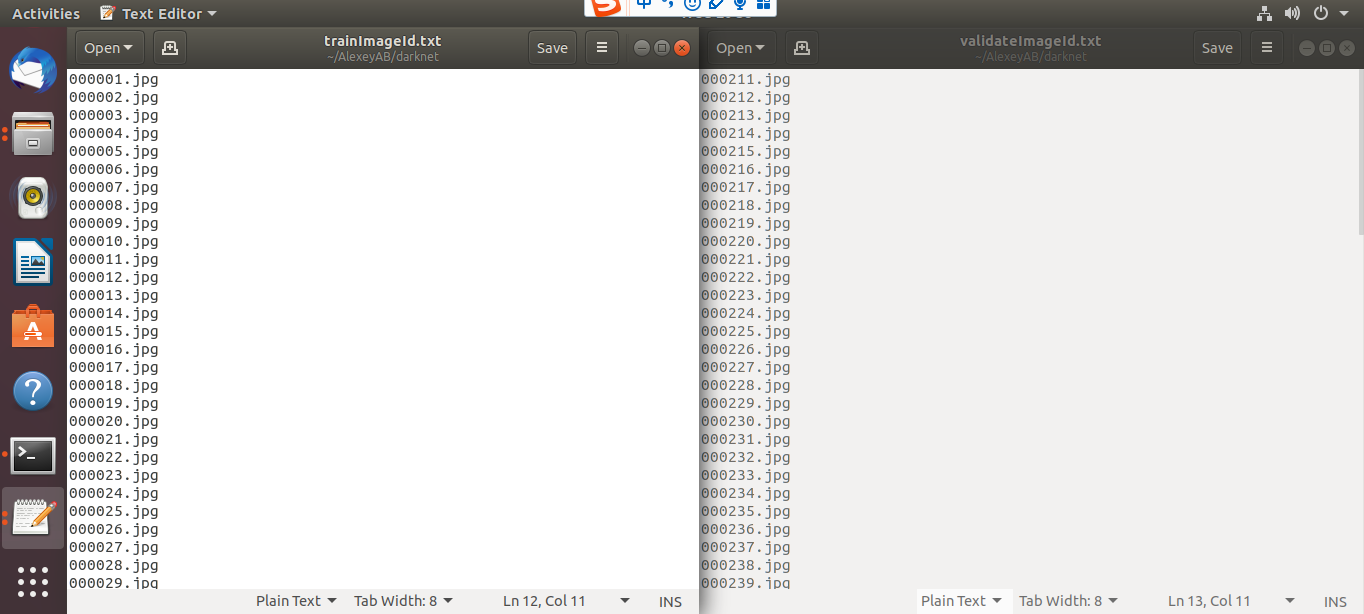 Activities Text Editor
中
Open trainImageId.txt Save
~/AlexeyAB/darknet
Open validateImageId.txt Save
~/AlexeyAB/darknet
000001.jpg
000002.jpg
000003.jpg
000004.jpg
000005.jpg
000006.jpg
000007.jpg
000008.jpg
000009.jpg
000010.jpg
000011.jpg
000012.jpg
000013.jpg
000014.jpg
000015.jpg
000016.jpg
000017.jpg
000018.jpg
000019.jpg
000020.jpg
000021.jpg
000022.jpg
000023.jpg
000024.jpg
000025.jpg
000026.jpg
000027.jpg
000028.jpg
000029.jpg
Plain Text Tab Width: 8 Ln 12, Col 11 INS
000211.jpg
000212.jpg
000213.jpg
000214.jpg
000215.jpg
000216.jpg
000217.jpg
000218.jpg
000219.jpg
000220.jpg
000221.jpg
000222.jpg
000223.jpg
000224.jpg
000225.jpg
000226.jpg
000227.jpg
000228.jpg
000229.jpg
000230.jpg
000231.jpg
000232.jpg
000233.jpg
000234.jpg
000235.jpg
000236.jpg
000237.jpg
000238.jpg
000239.jpg
Plain Text Tab Width: 8 Ln 13, Col 11 INS